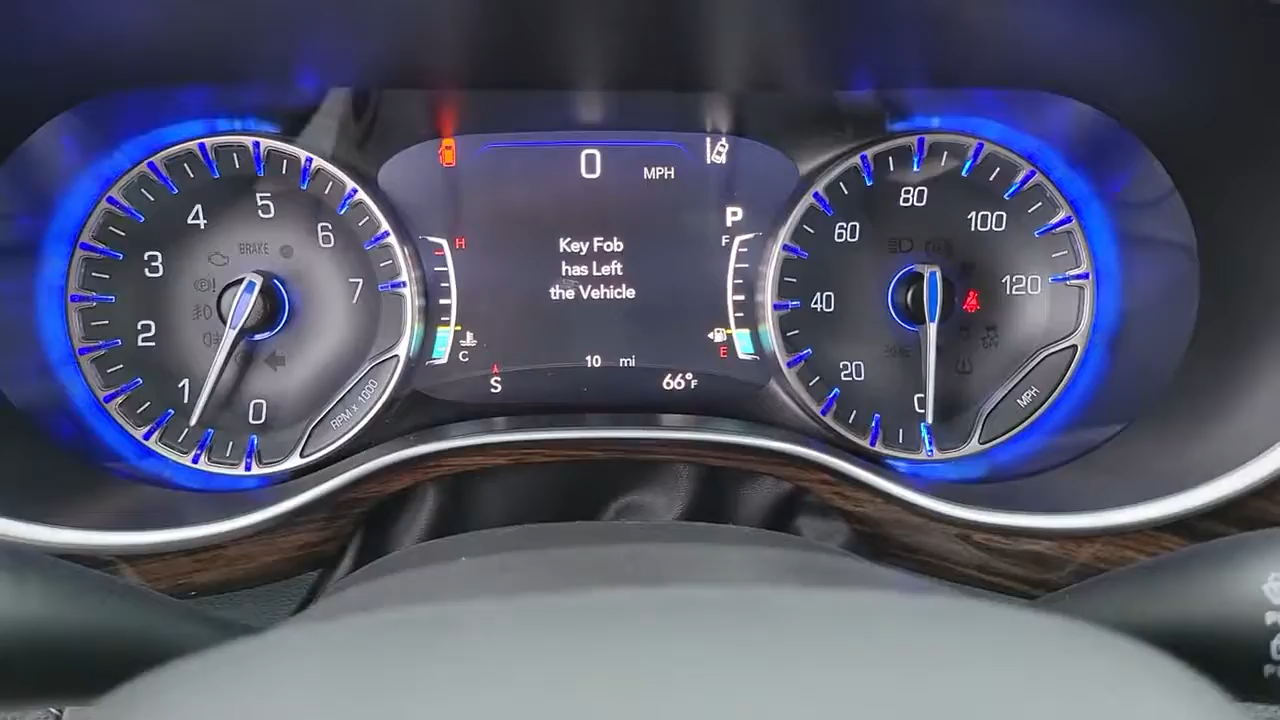 0 MPH
P
Key Fob
has Left
the Vehicle
10 mi
S
66°F
H
C
F
E
BRAKE
0
1
2
3
4
5
6
7
RPM x 1000
0
20
40
60
80
100
120
MPH
OFF